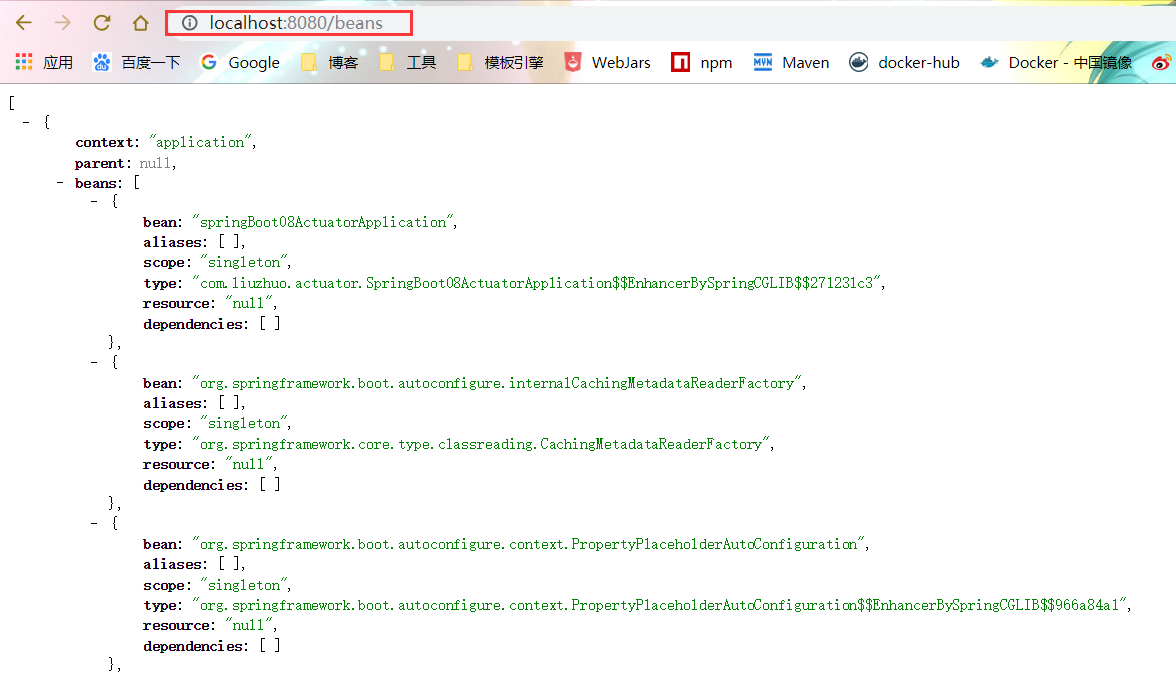 localhost:8080/beans
应用 百度一下 Google 博客 工具 模板引擎 WebJars npm MVN Maven docker-hub Docker - 中国镜像
[
- {
context: "application",
parent: null,
- beans: [
- {
bean: "springBoot08ActuatorApplication",
aliases: [ ],
scope: "singleton",
type: "com.liuzhuo.actuator.SpringBoot08ActuatorApplication$$EnhancerBySpringCGLIB$$271231c3",
resource: "null",
dependencies: [ ]
},
- {
bean: "org.springframework.boot.autoconfigure.internalCachingMetadataReaderFactory",
aliases: [ ],
scope: "singleton",
type: "org.springframework.core.type.classreading.CachingMetadataReaderFactory",
resource: "null",
dependencies: [ ]
},
- {
bean: "org.springframework.boot.autoconfigure.context.PropertyPlaceholderAutoConfiguration",
aliases: [ ],
scope: "singleton",
type: "org.springframework.boot.autoconfigure.context.PropertyPlaceholderAutoConfiguration$$EnhancerBySpringCGLIB$$966a84a1",
resource: "null",
dependencies: [ ]
},